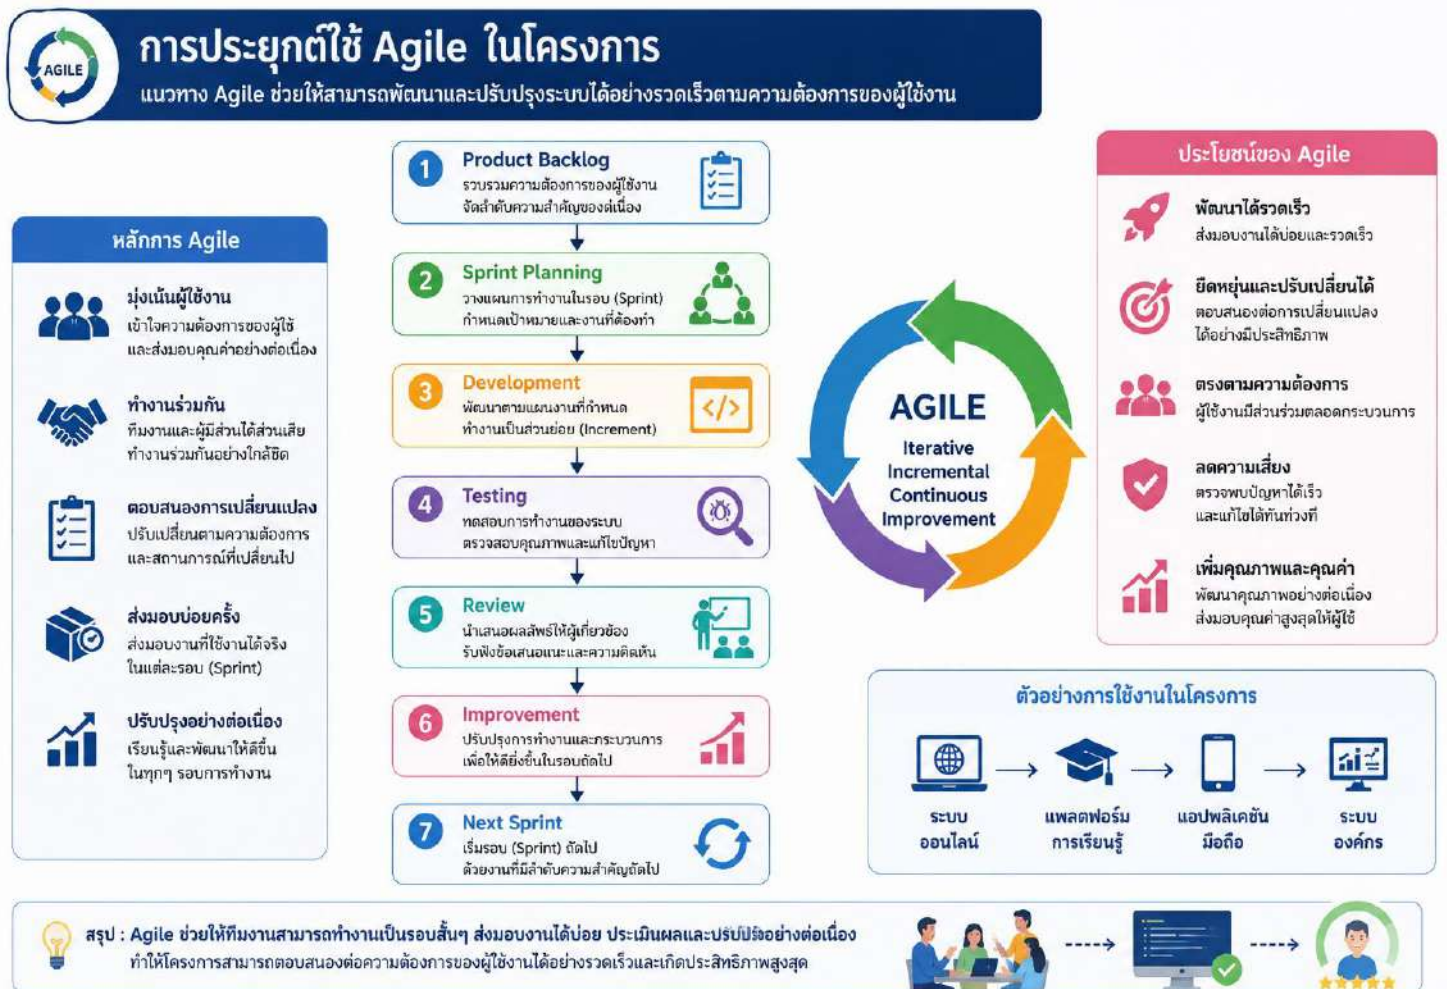 AGILE
การประยุกต์ใช้ Agile ในโครงการ
แนวทาง Agile ช่วยให้สามารถพัฒนาและปรับปรุงระบบได้อย่างรวดเร็วตามความต้องการของผู้ใช้งาน
หลักการ Agile
มุ่งเน้นผู้ใช้งาน
เข้าใจความต้องการของผู้ใช้
และส่งมอบคุณค่าอย่างต่อเนื่อง
ทำงานร่วมกัน
ทีมงานและผู้มีส่วนได้ส่วนเสีย
ทำงานร่วมกันอย่างใกล้ชิด
ตอบสนองการเปลี่ยนแปลง
ปรับเปลี่ยนตามความต้องการ
และสถานการณ์ที่เปลี่ยนไป
ส่งมอบบ่อยครั้ง
ส่งมอบงานที่ใช้งานได้จริง
ในแต่ละรอบ (Sprint)
ปรับปรุงอย่างต่อเนื่อง
เรียนรู้และพัฒนาให้ดีขึ้น
ในทุกๆ รอบการทำงาน
1
Product Backlog
รวบรวมความต้องการของผู้ใช้งาน
จัดลำดับความสำคัญของต่เนื่อง
2
Sprint Planning
วางแผนการทำงานในรอบ (Sprint)
กำหนดเป้าหมายและงานที่ต้องทำ
3
Development
พัฒนาตามแผนงานที่กำหนด
ทำงานเป็นส่วนย่อย (Increment)
4
Testing
ทดสอบการทำงานของระบบ
ตรวจสอบคุณภาพและแก้ไขปัญหา
5
Review
นำเสนอผลลัพธ์ให้ผู้เกี่ยวข้อง
รับฟังข้อเสนอแนะและความคิดเห็น
6
Improvement
ปรับปรุงการทำงานและกระบวนการ
เพื่อให้ดียิ่งขึ้นในรอบถัดไป
7
Next Sprint
เริ่มรอบ (Sprint) ถัดไป
ด้วยงานที่มีลำดับความสำคัญถัดไป
AGILE
Iterative
Incremental
Continuous
Improvement
ประโยชน์ของ Agile
พัฒนาได้รวดเร็ว
ส่งมอบงานได้บ่อยและรวดเร็ว
ยืดหยุ่นและปรับเปลี่ยนได้
ตอบสนองต่อการเปลี่ยนแปลง
ได้อย่างมีประสิทธิภาพ
ตรงตามความต้องการ
ผู้ใช้งานมีส่วนร่วมตลอดกระบวนการ
ลดความเสี่ยง
ตรวจพบปัญหาได้เร็ว
และแก้ไขได้ทันท่วงที
เพิ่มคุณภาพและคุณค่า
พัฒนาคุณภาพอย่างต่อเนื่อง
ส่งมอบคุณค่าสูงสุดให้ผู้ใช้
ตัวอย่างการใช้งานในโครงการ
ระบบ
ออนไลน์
แพลตฟอร์ม
การเรียนรู้
แอปพลิเคชัน
มือถือ
ระบบ
องค์กร
สรุป : Agile ช่วยให้ทีมงานสามารถทำงานเป็นรอบสั้นๆ ส่งมอบงานได้บ่อย ประเมินผลและอย่างต่อเนื่อง
ทำให้โครงการสามารถตอบสนองต่อความต้องการของผู้ใช้งานได้อย่างรวดเร็วและเกิดประสิทธิภาพสูงสุด